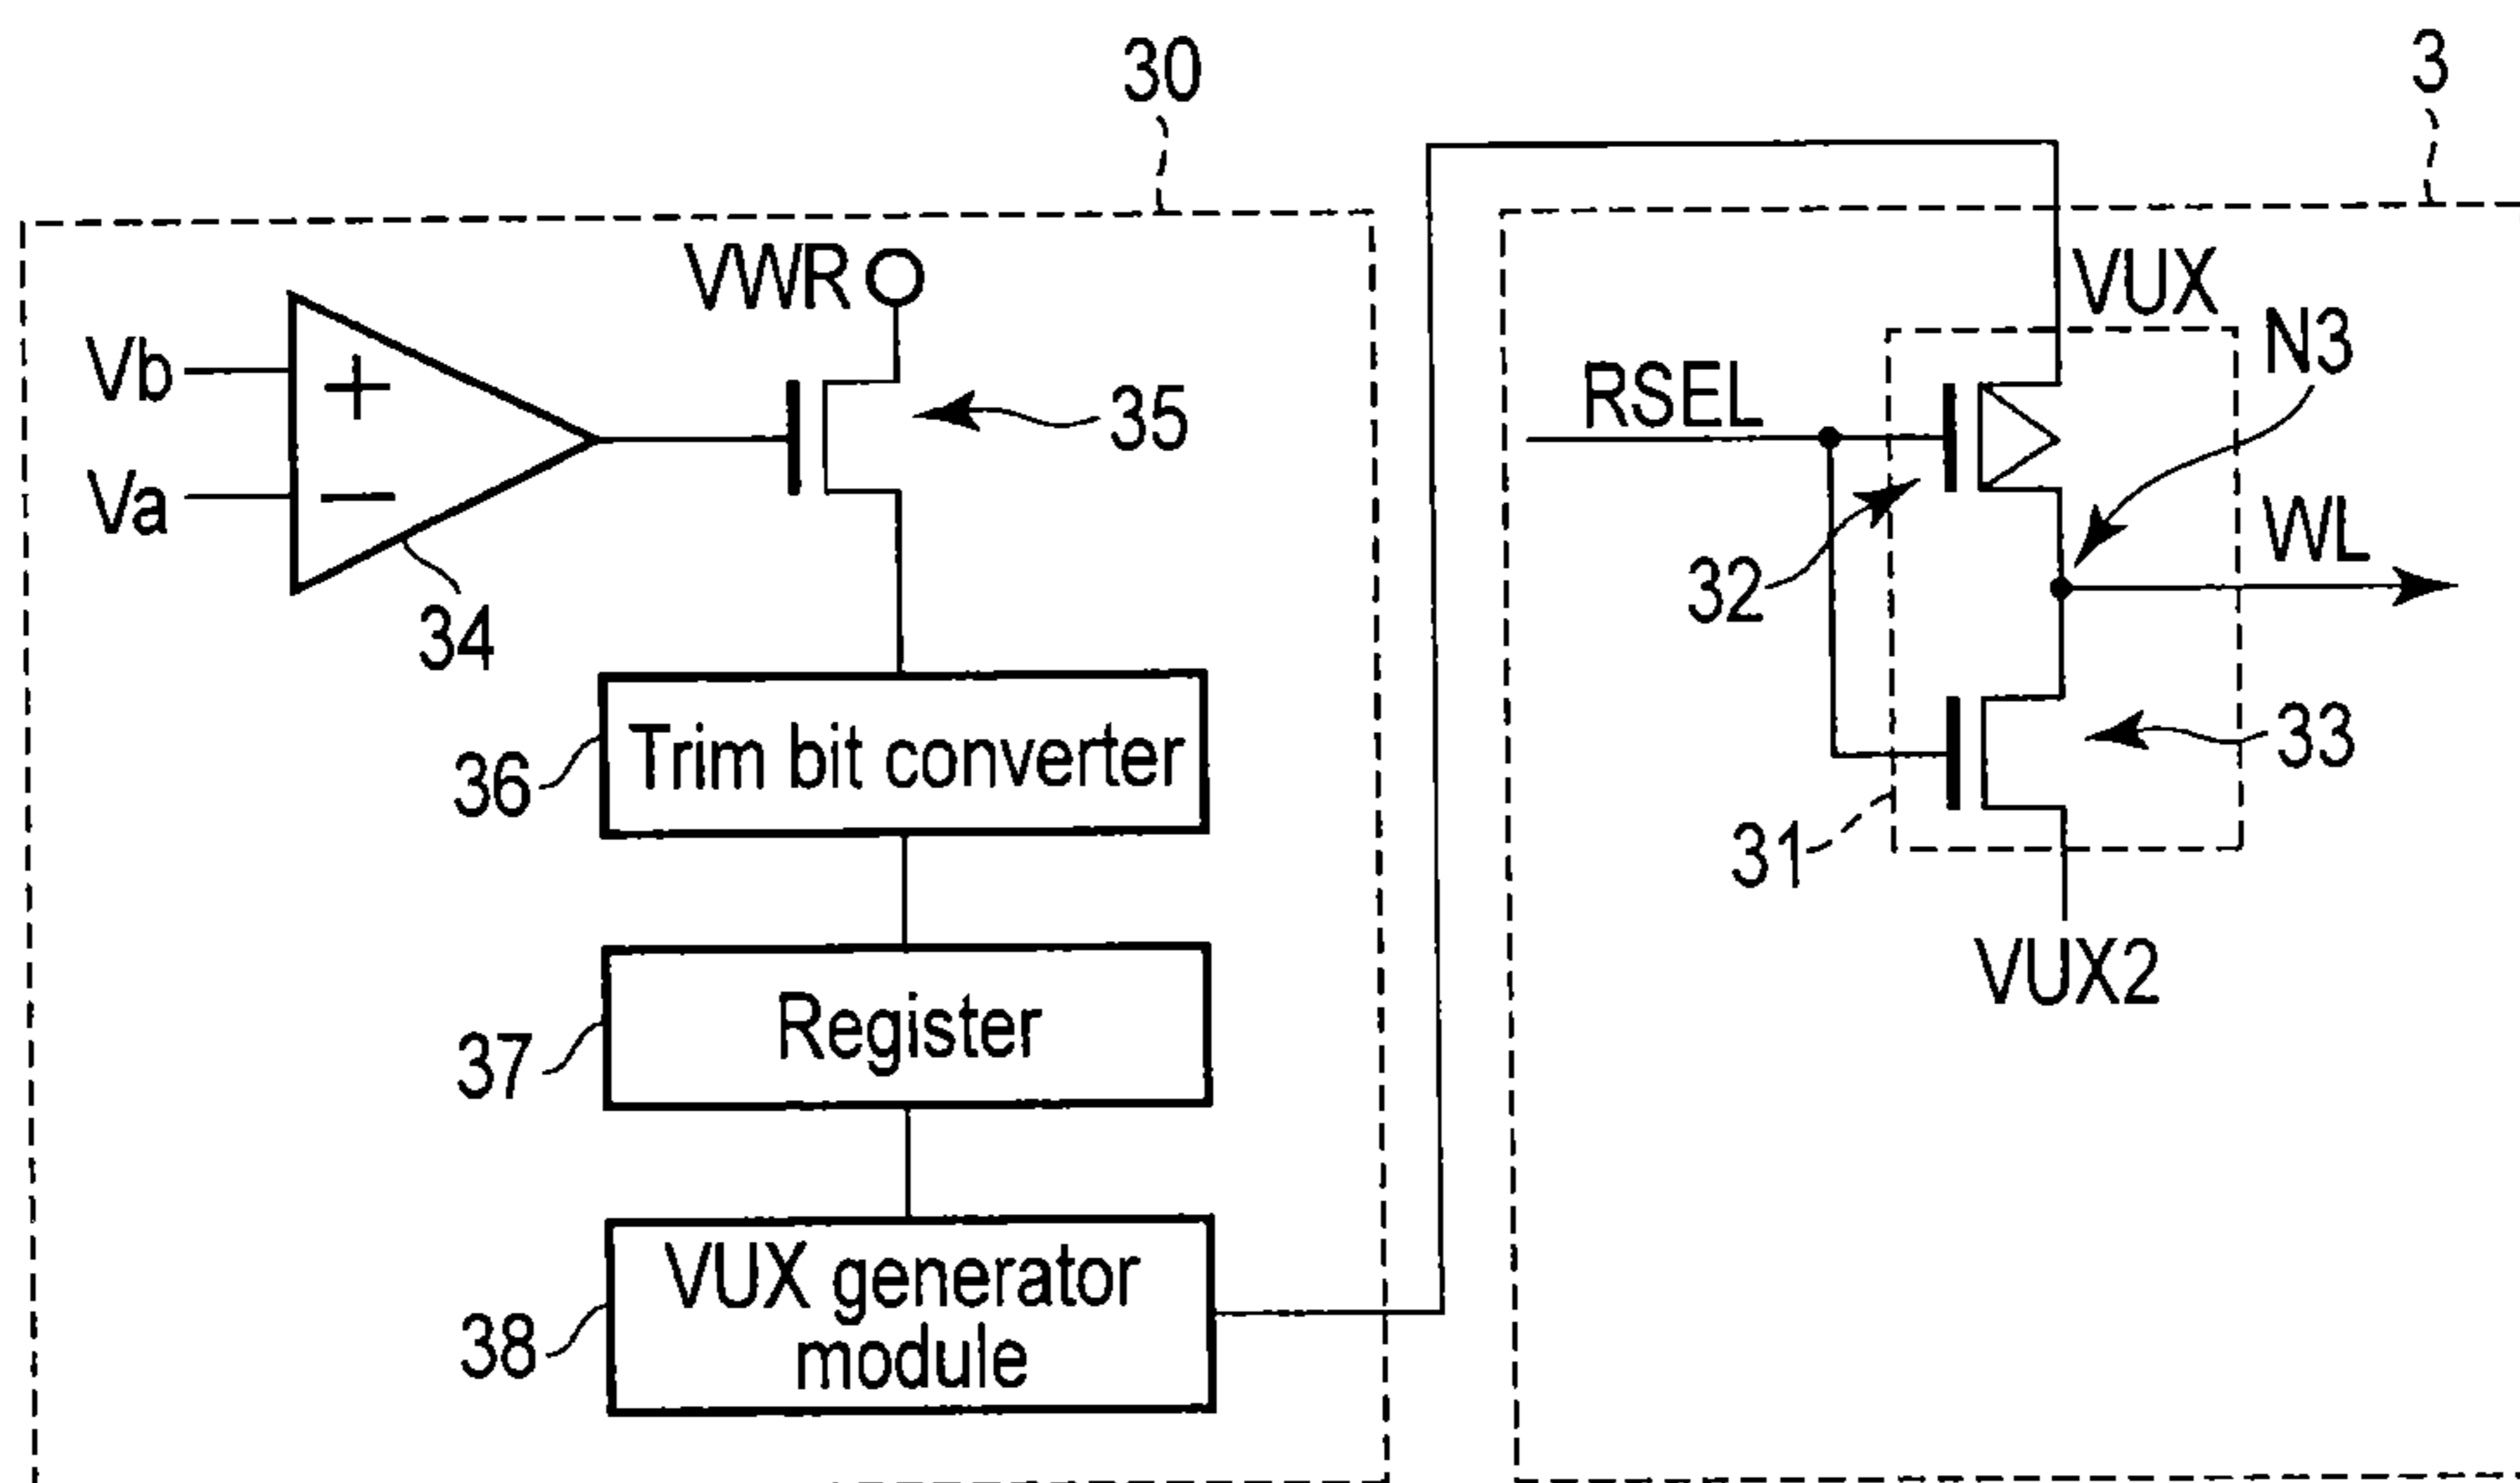 30
3
VWR
Vb
+
Va
−
34
35
36
Trim bit converter
37
Register
38
VUX generator
module
VUX
N3
RSEL
32
WL
33
31
VUX2